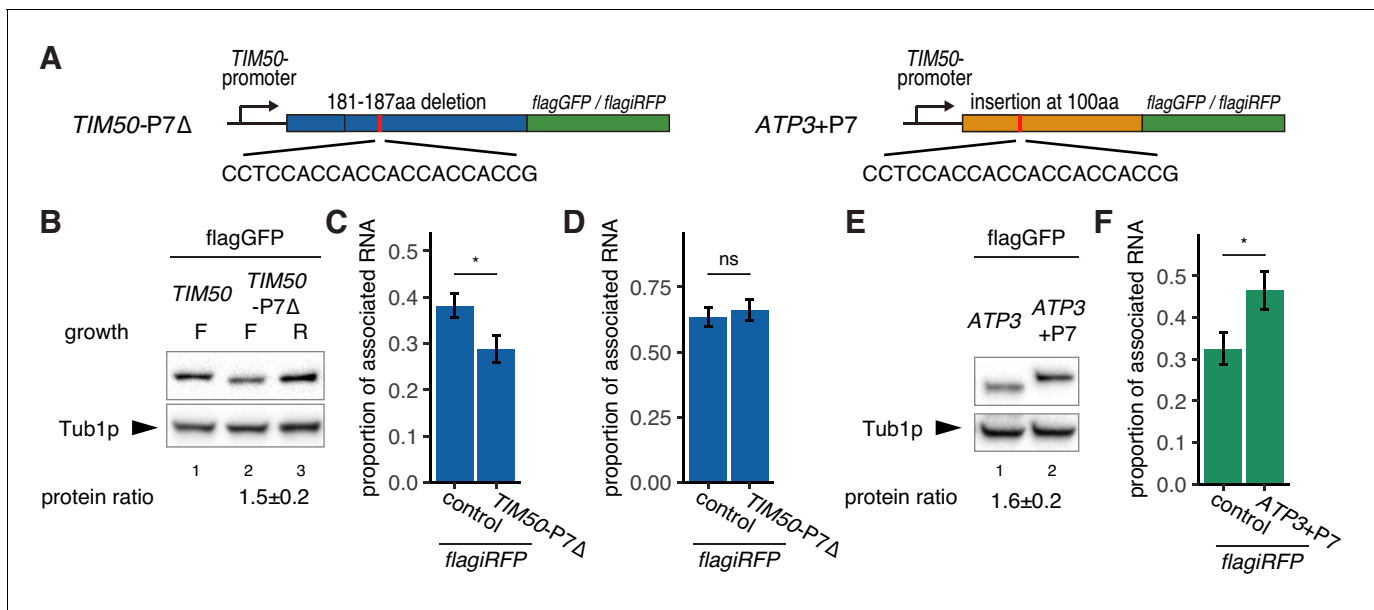 A
TIM50-
promoter
181-187aa deletion
flagGFP / flagiRFP
TIM50-P7Δ
CCTCCACCACCACCACCACCG
TIM50-
promoter
insertion at 100aa
flagGFP / flagiRFP
ATP3+P7
CCTCCACCACCACCACCACCG
B
flagGFP
TIM50
TIM50
-P7Δ
growth
F
F
R
Tub1p
1
2
3
protein ratio
1.5±0.2
C
proportion of associated RNA
0.5
0.4
0.3
0.2
0.1
0.0
*
control
TIM50-P7Δ
flagiRFP
D
proportion of associated RNA
0.75
0.50
0.25
0.00
ns
control
TIM50-P7Δ
flagiRFP
E
flagGFP
ATP3
ATP3
+P7
Tub1p
1
2
protein ratio
1.6±0.2
F
proportion of associated RNA
0.5
0.4
0.3
0.2
0.1
0.0
*
control
ATP3+P7
flagiRFP